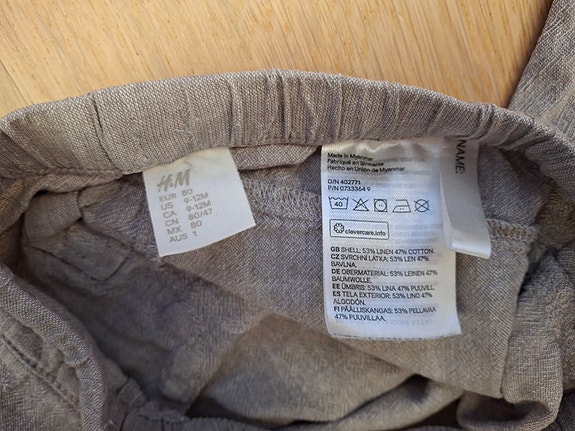 H&M
EUR 80
US 9-12M
CA 9-12M
CN 80/47
MX 80
AUS 1
Made in Myanmar
Fabriqué en Birmanie
Hecho en Unión de Myanmar
O/N 402771
P/N 0733364 9
40
clevercare.info
GB SHELL: 53% LINEN 47% COTTON
CZ SVRCHNÍ LÁTKA: 53% LEN 47%
BAVLNA.
DE OBERMATERIAL: 53% LEINEN 47%
BAUMWOLLE.
EE ÜMBRIS: 53% LINA 47% PUUVILL.
ES TELA EXTERIOR: 53% LINO 47%
ALGODÓN.
FI PÄÄLLISKANGAS: 53% PELLAVAA
47% PUUVILLAA.
NAME: